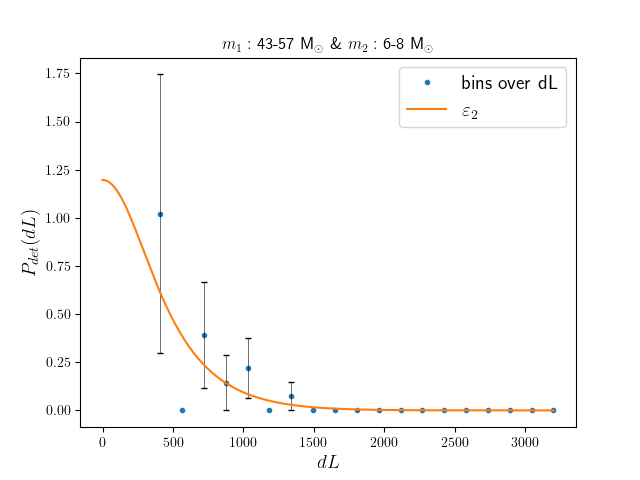 m₁ : 43-57 M⊙ & m₂ : 6-8 M⊙
bins over dL
ε₂
P_det(dL)
1.75
1.50
1.25
1.00
0.75
0.50
0.25
0.00
0 500 1000 1500 2000 2500 3000
dL